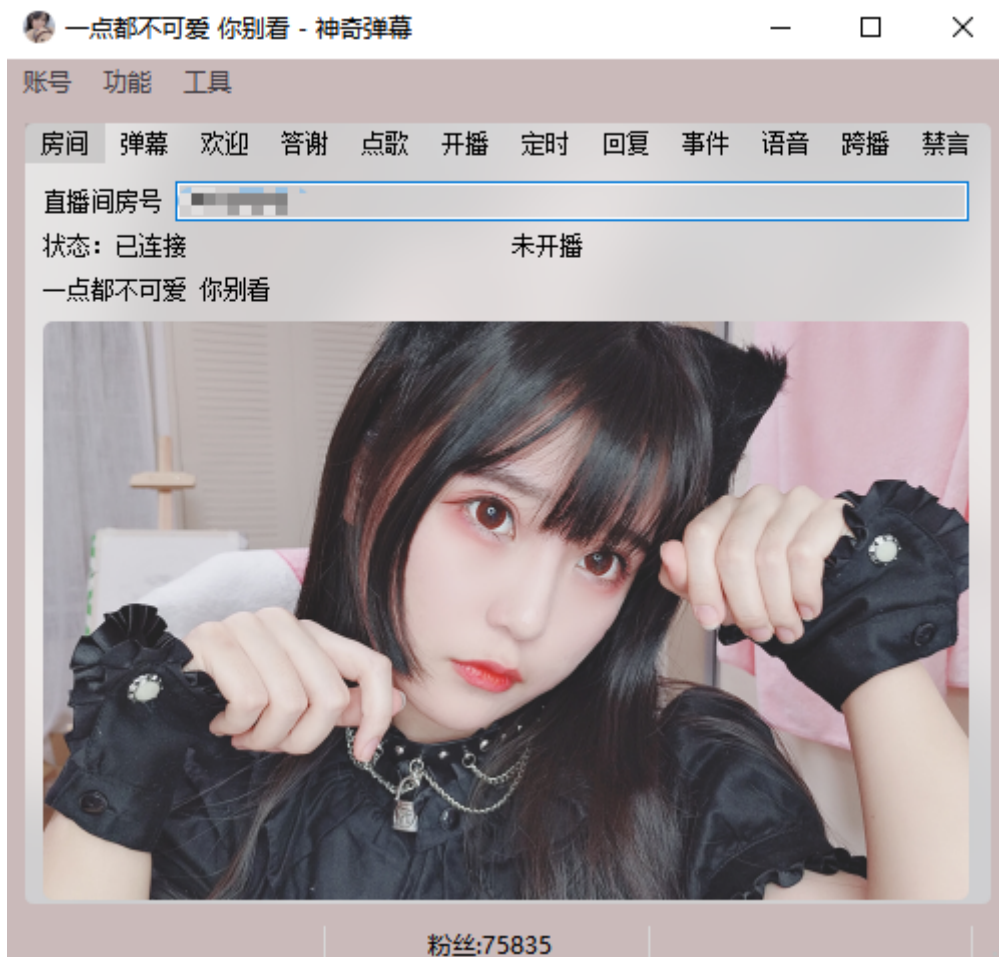 一点都不可爱 你别看 - 神奇弹幕
账号 功能 工具
房间 弹幕 欢迎 答谢 点歌 开播 定时 回复 事件 语音 跨播 禁言
直播间房号
状态：已连接 未开播
一点都不可爱 你别看
粉丝:75835